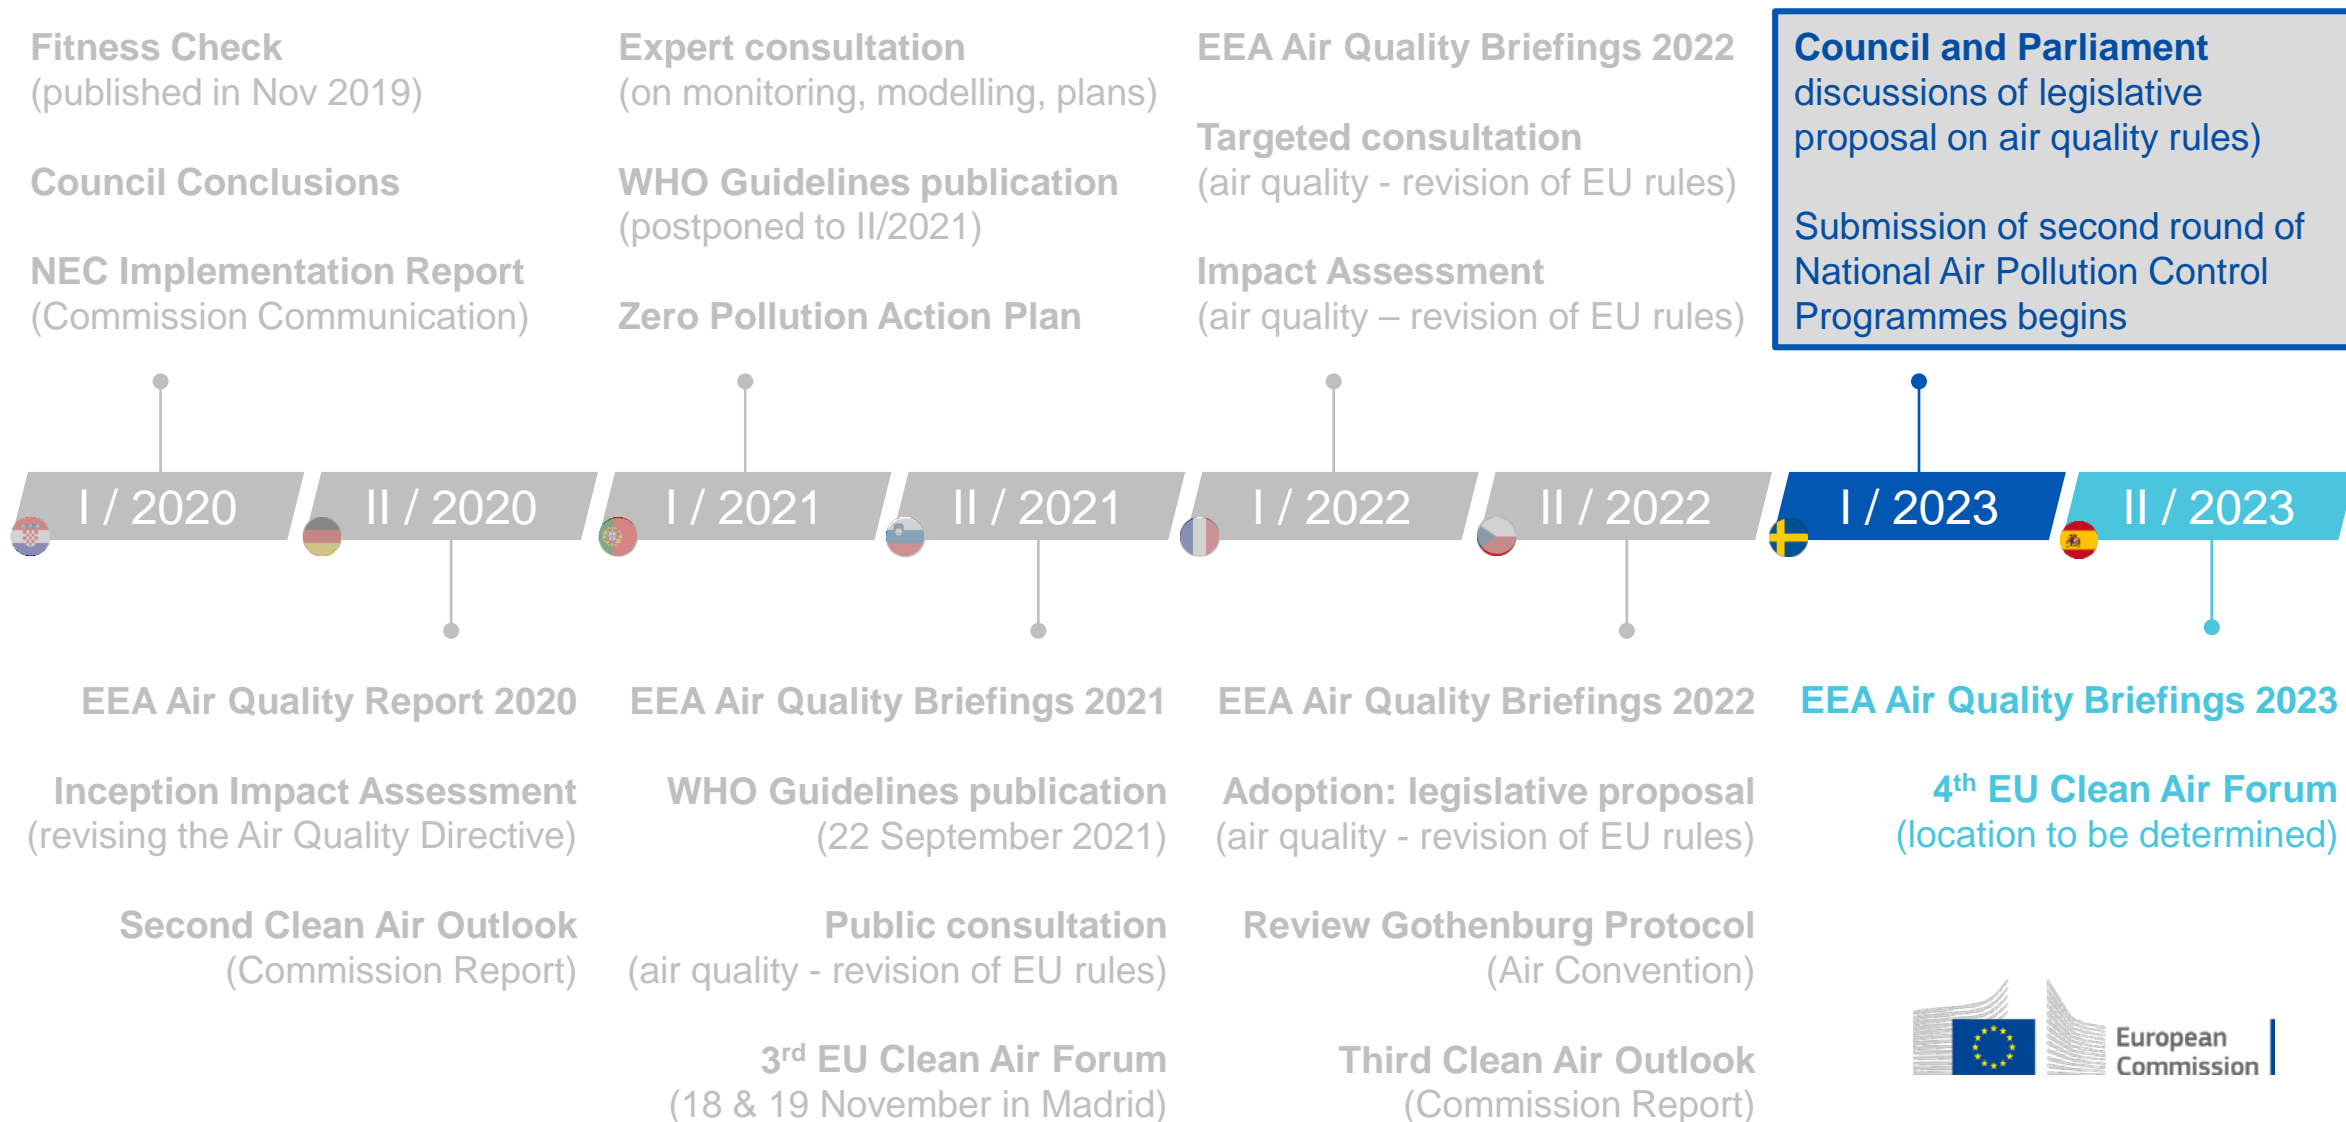 Fitness Check
(published in Nov 2019)
Council Conclusions
NEC Implementation Report
(Commission Communication)
Expert consultation
(on monitoring, modelling, plans)
WHO Guidelines publication
(postponed to II/2021)
Zero Pollution Action Plan
EEA Air Quality Briefings 2022
Targeted consultation
(air quality - revision of EU rules)
Impact Assessment
(air quality – revision of EU rules)
Council and Parliament
discussions of legislative
proposal on air quality rules)
Submission of second round of
National Air Pollution Control
Programmes begins
I / 2020
II / 2020
I / 2021
II / 2021
I / 2022
II / 2022
I / 2023
II / 2023
EEA Air Quality Report 2020
Inception Impact Assessment
(revising the Air Quality Directive)
Second Clean Air Outlook
(Commission Report)
EEA Air Quality Briefings 2021
WHO Guidelines publication
(22 September 2021)
Public consultation
(air quality - revision of EU rules)
3rd EU Clean Air Forum
(18 & 19 November in Madrid)
EEA Air Quality Briefings 2022
Adoption: legislative proposal
(air quality - revision of EU rules)
Review Gothenburg Protocol
(Air Convention)
Third Clean Air Outlook
(Commission Report)
EEA Air Quality Briefings 2023
4th EU Clean Air Forum
(location to be determined)
European
Commission